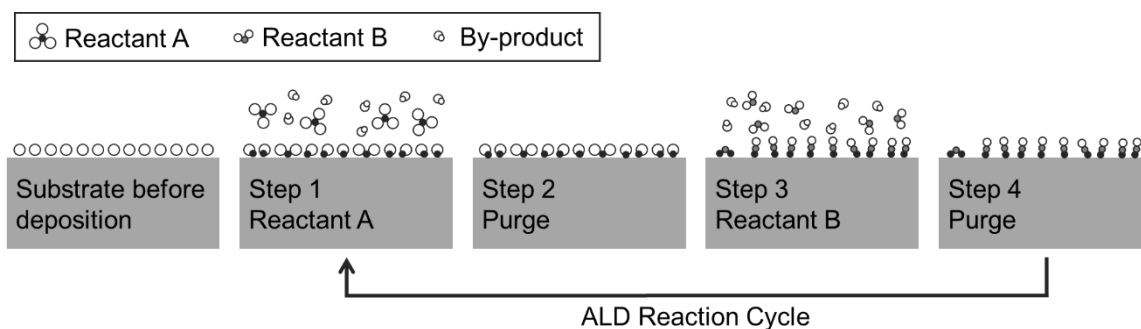 Reactant A
Reactant B
By-product
Substrate before
deposition
Step 1
Reactant A
Step 2
Purge
Step 3
Reactant B
Step 4
Purge
ALD Reaction Cycle